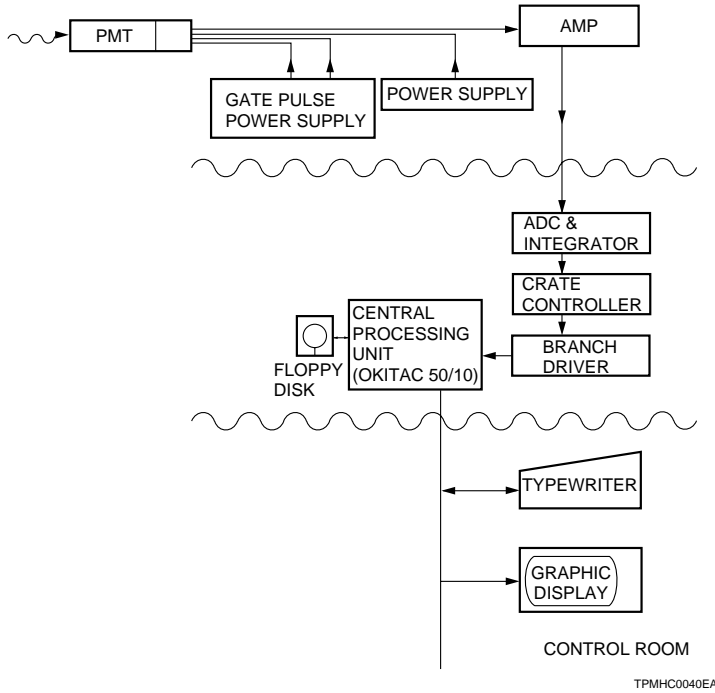 PMT
AMP
GATE PULSE
POWER SUPPLY
POWER SUPPLY
ADC &
INTEGRATOR
CRATE
CONTROLLER
BRANCH
DRIVER
CENTRAL
PROCESSING
UNIT
(OKITAC 50/10)
FLOPPY
DISK
TYPEWRITER
GRAPHIC
DISPLAY
CONTROL ROOM
TPMHC0040EA